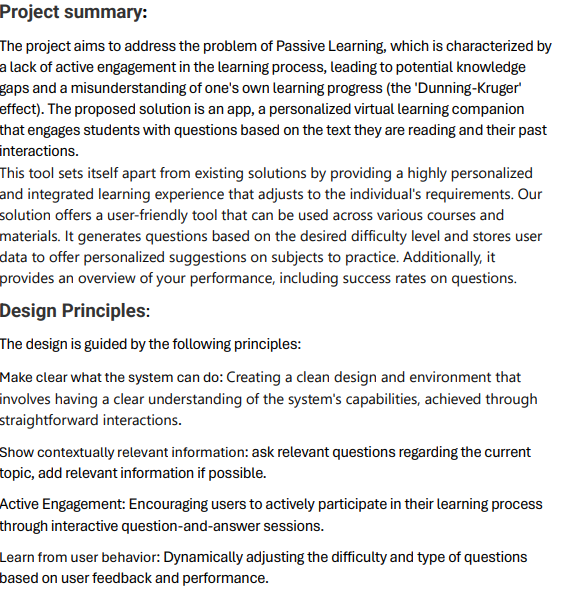 Project summary:
The project aims to address the problem of Passive Learning, which is characterized by
a lack of active engagement in the learning process, leading to potential knowledge
gaps and a misunderstanding of one's own learning progress (the 'Dunning-Kruger'
effect). The proposed solution is an app, a personalized virtual learning companion
that engages students with questions based on the text they are reading and their past
interactions.
This tool sets itself apart from existing solutions by providing a highly personalized
and integrated learning experience that adjusts to the individual's requirements. Our
solution offers a user-friendly tool that can be used across various courses and
materials. It generates questions based on the desired difficulty level and stores user
data to offer personalized suggestions on subjects to practice. Additionally, it
provides an overview of your performance, including success rates on questions.
Design Principles:
The design is guided by the following principles:
Make clear what the system can do: Creating a clean design and environment that
involves having a clear understanding of the system's capabilities, achieved through
straightforward interactions.
Show contextually relevant information: ask relevant questions regarding the current
topic, add relevant information if possible.
Active Engagement: Encouraging users to actively participate in their learning process
through interactive question-and-answer sessions.
Learn from user behavior: Dynamically adjusting the difficulty and type of questions
based on user feedback and performance.